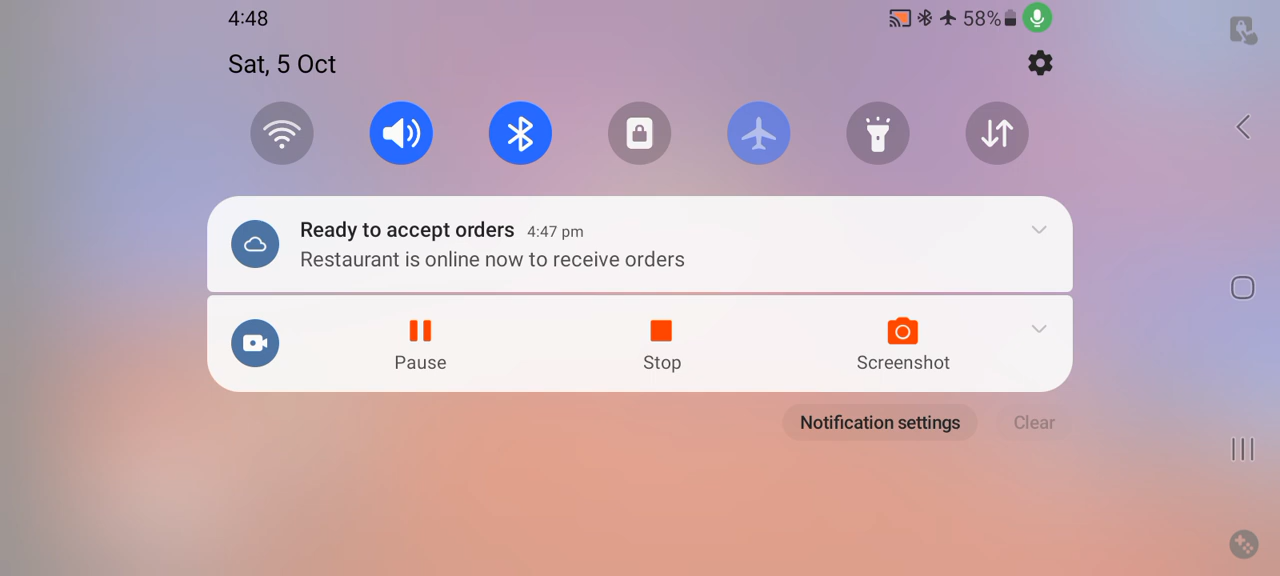 4:48
58%
Sat, 5 Oct
Ready to accept orders 4:47 pm
Restaurant is online now to receive orders
Pause
Stop
Screenshot
Notification settings
Clear